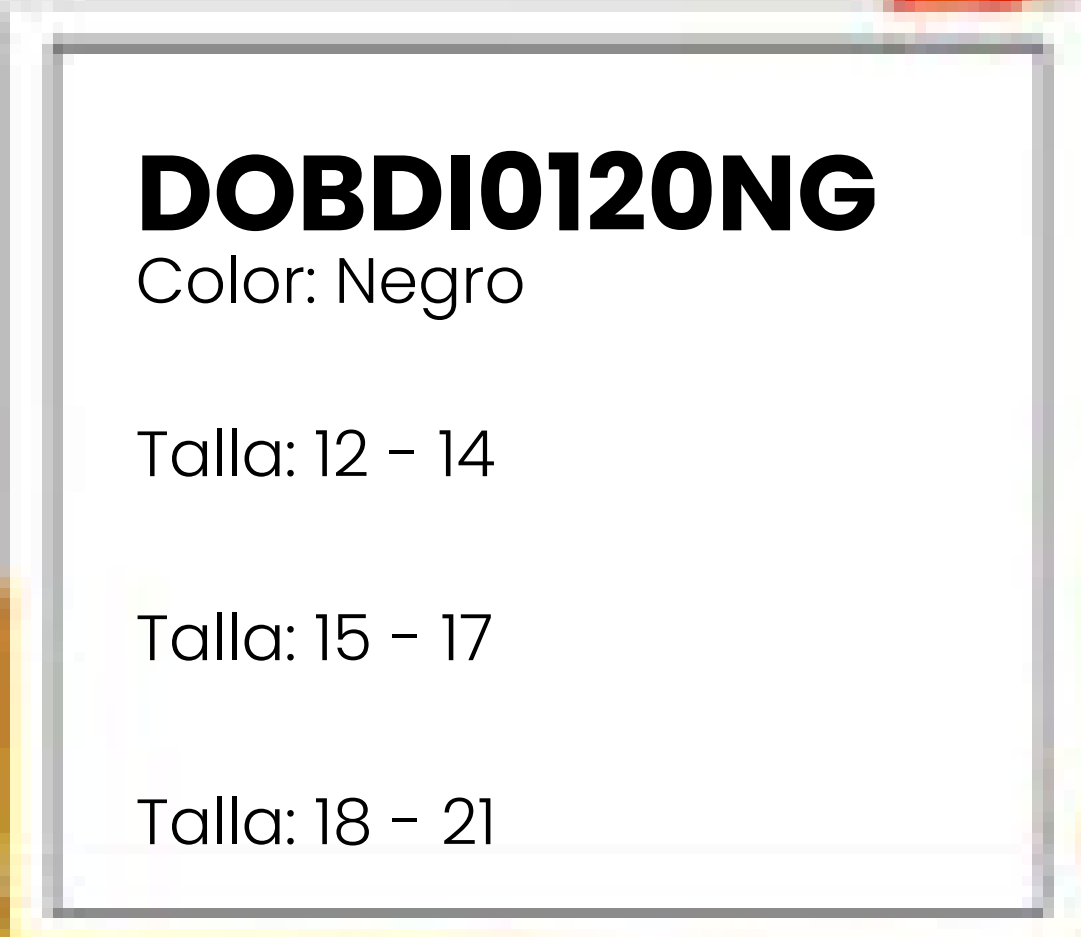 DOBDI0120NG
Color: Negro
Talla: 12 - 14
Talla: 15 - 17
Talla: 18 - 21